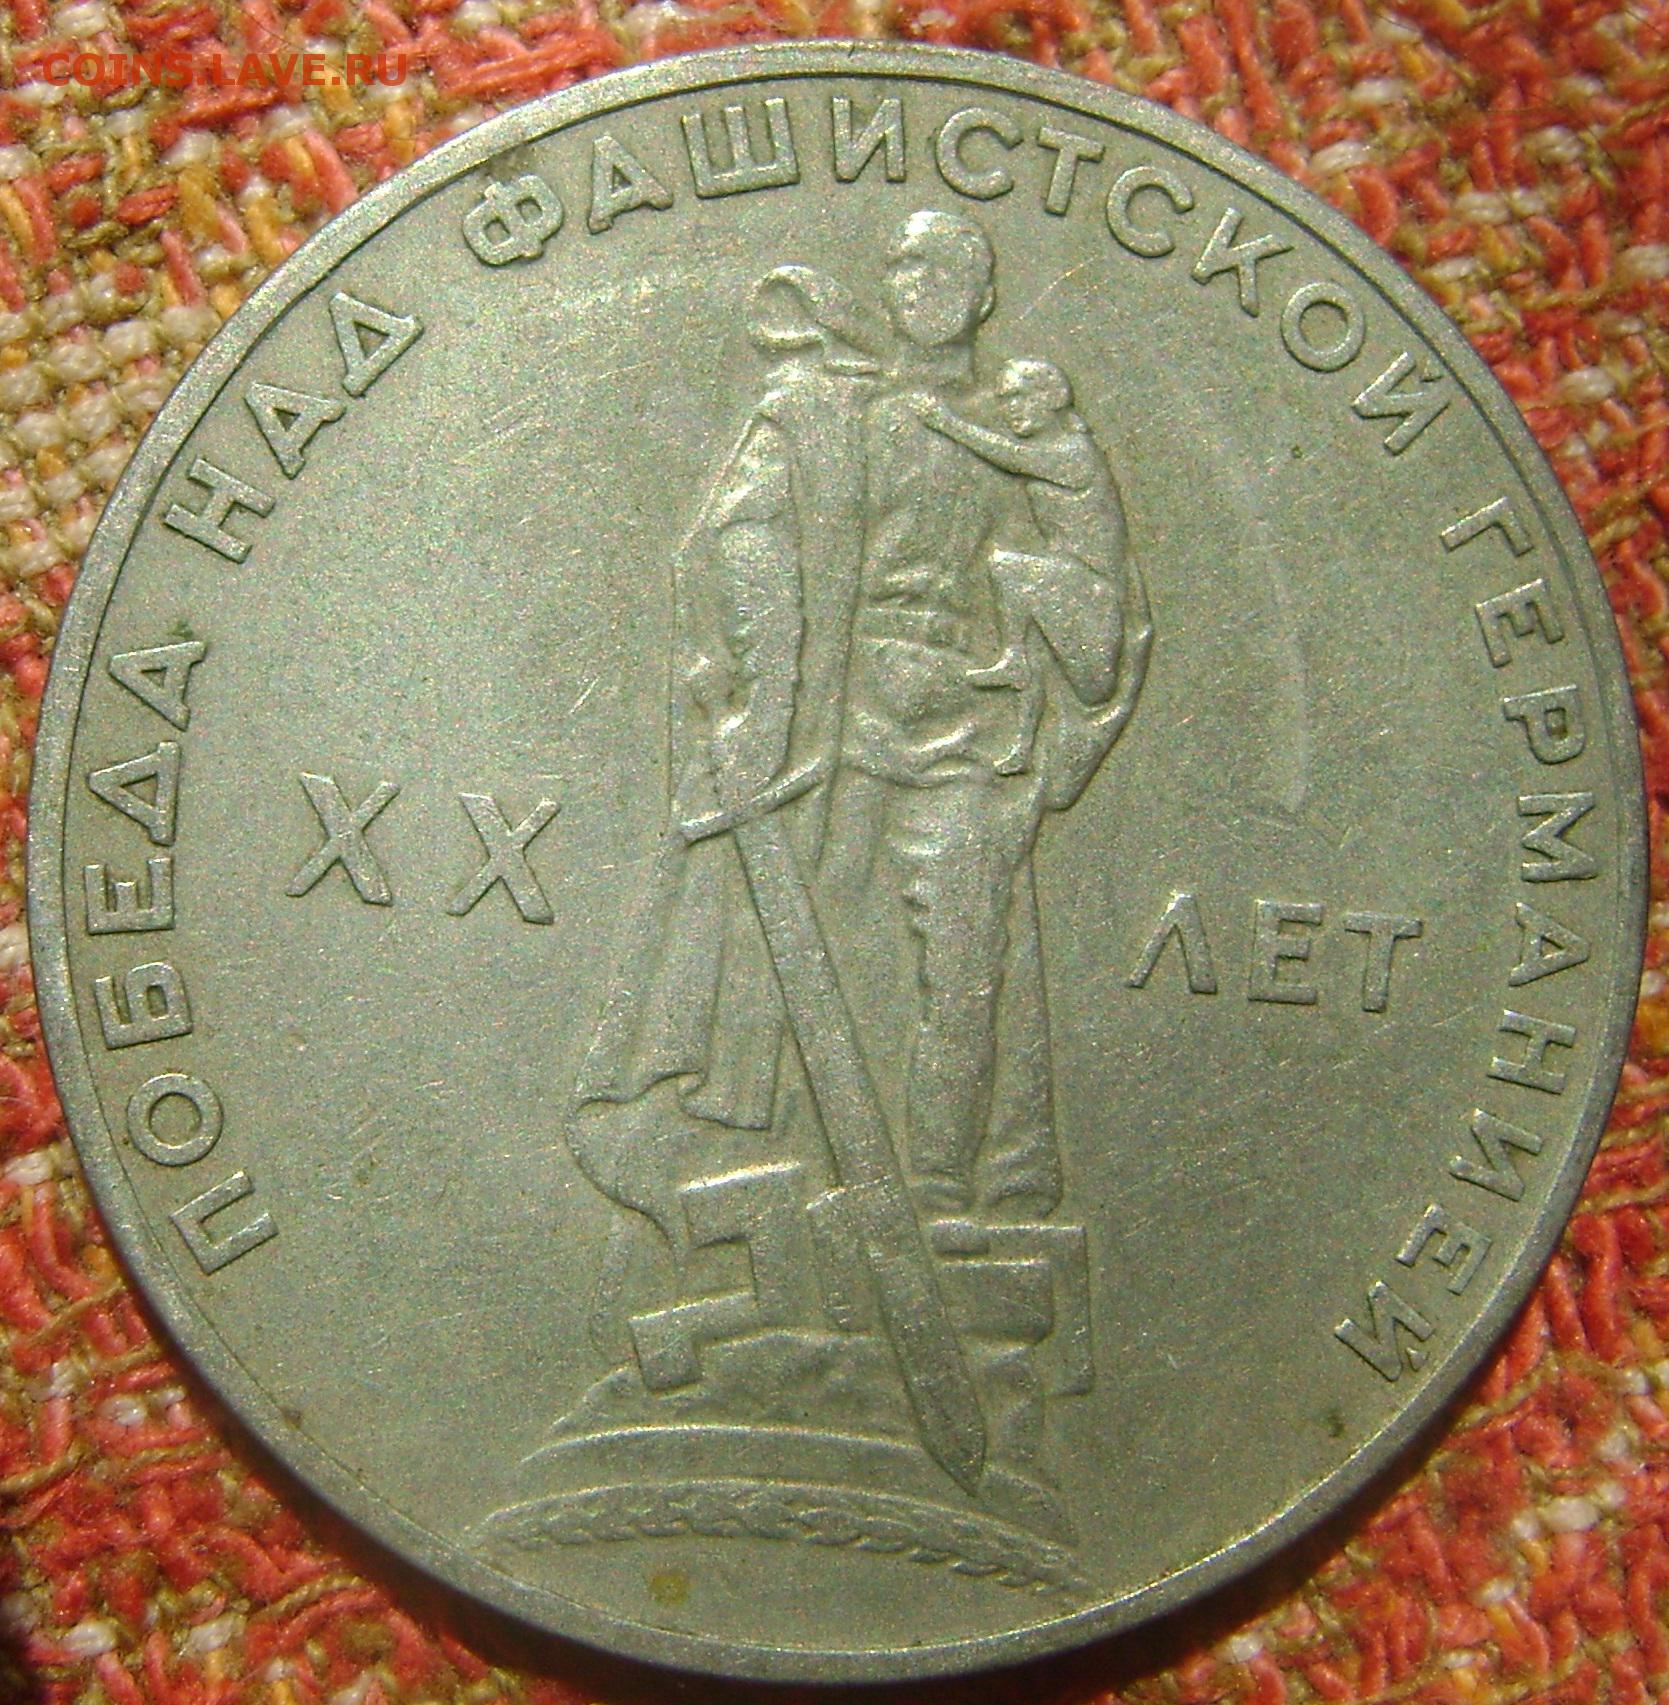 COINS.LAVE.RU
ПОБЕДА НАД ФАШИСТСКОЙ ГЕРМАНИЕЙ
XX ЛЕТ